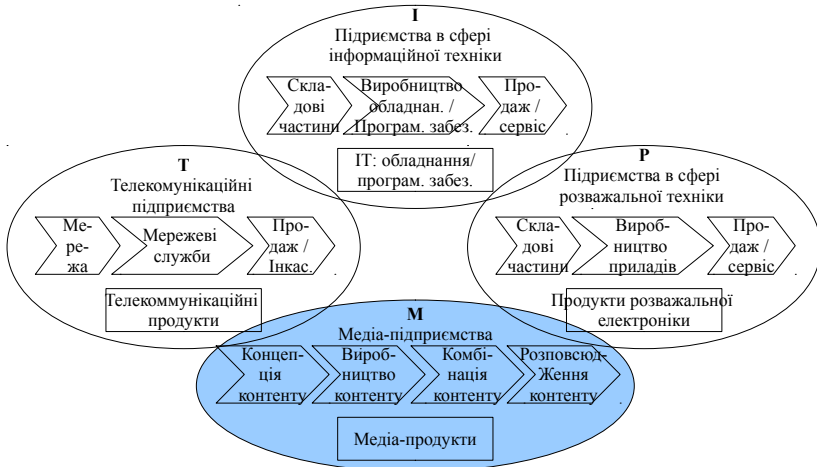 І
Підприємства в сфері
інформаційної техніки
Скла-
дові
частини
Виробництво
обладнан. /
Програм. забез.
Про-
даж /
сервіс
ІТ: обладнання/
програм. забез.
Т
Телекомунікаційні
підприємства
Ме-
ре-
жа
Мережеві
служби
Про-
даж /
Інкас.
Телекоммунікаційні
продукти
Р
Підриємства в сфері
розважальної техніки
Скла-
дові
частини
Вироб-
ництво
приладів
Про-
даж /
сервіс
Продукти розважальної
електроніки
М
Медіа-підприємства
Концеп-
ція
контенту
Вироб-
ництво
контенту
Комбі-
нація
контенту
Розповсюд-
Ження
контенту
Медіа-продукти